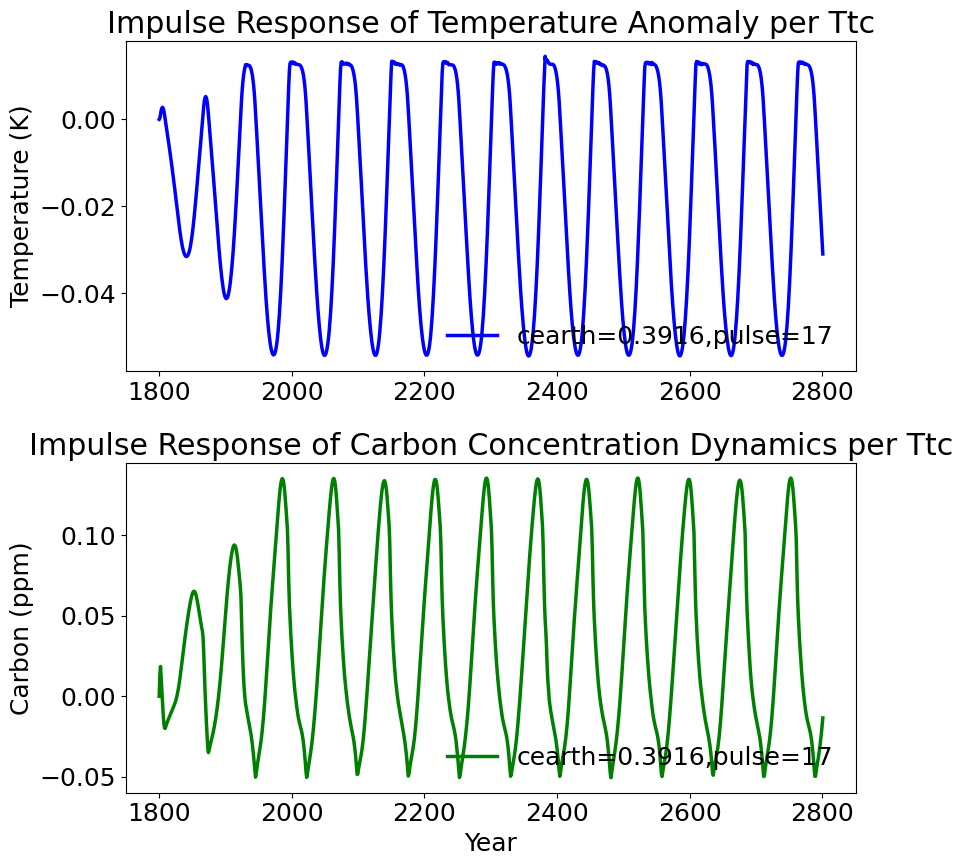 Impulse Response of Temperature Anomaly per Ttc
Temperature (K)
0.00
−0.02
−0.04
cearth=0.3916,pulse=17
1800 2000 2200 2400 2600 2800
Impulse Response of Carbon Concentration Dynamics per Ttc
Carbon (ppm)
0.10
0.05
0.00
−0.05
cearth=0.3916,pulse=17
1800 2000 2200 2400 2600 2800
Year